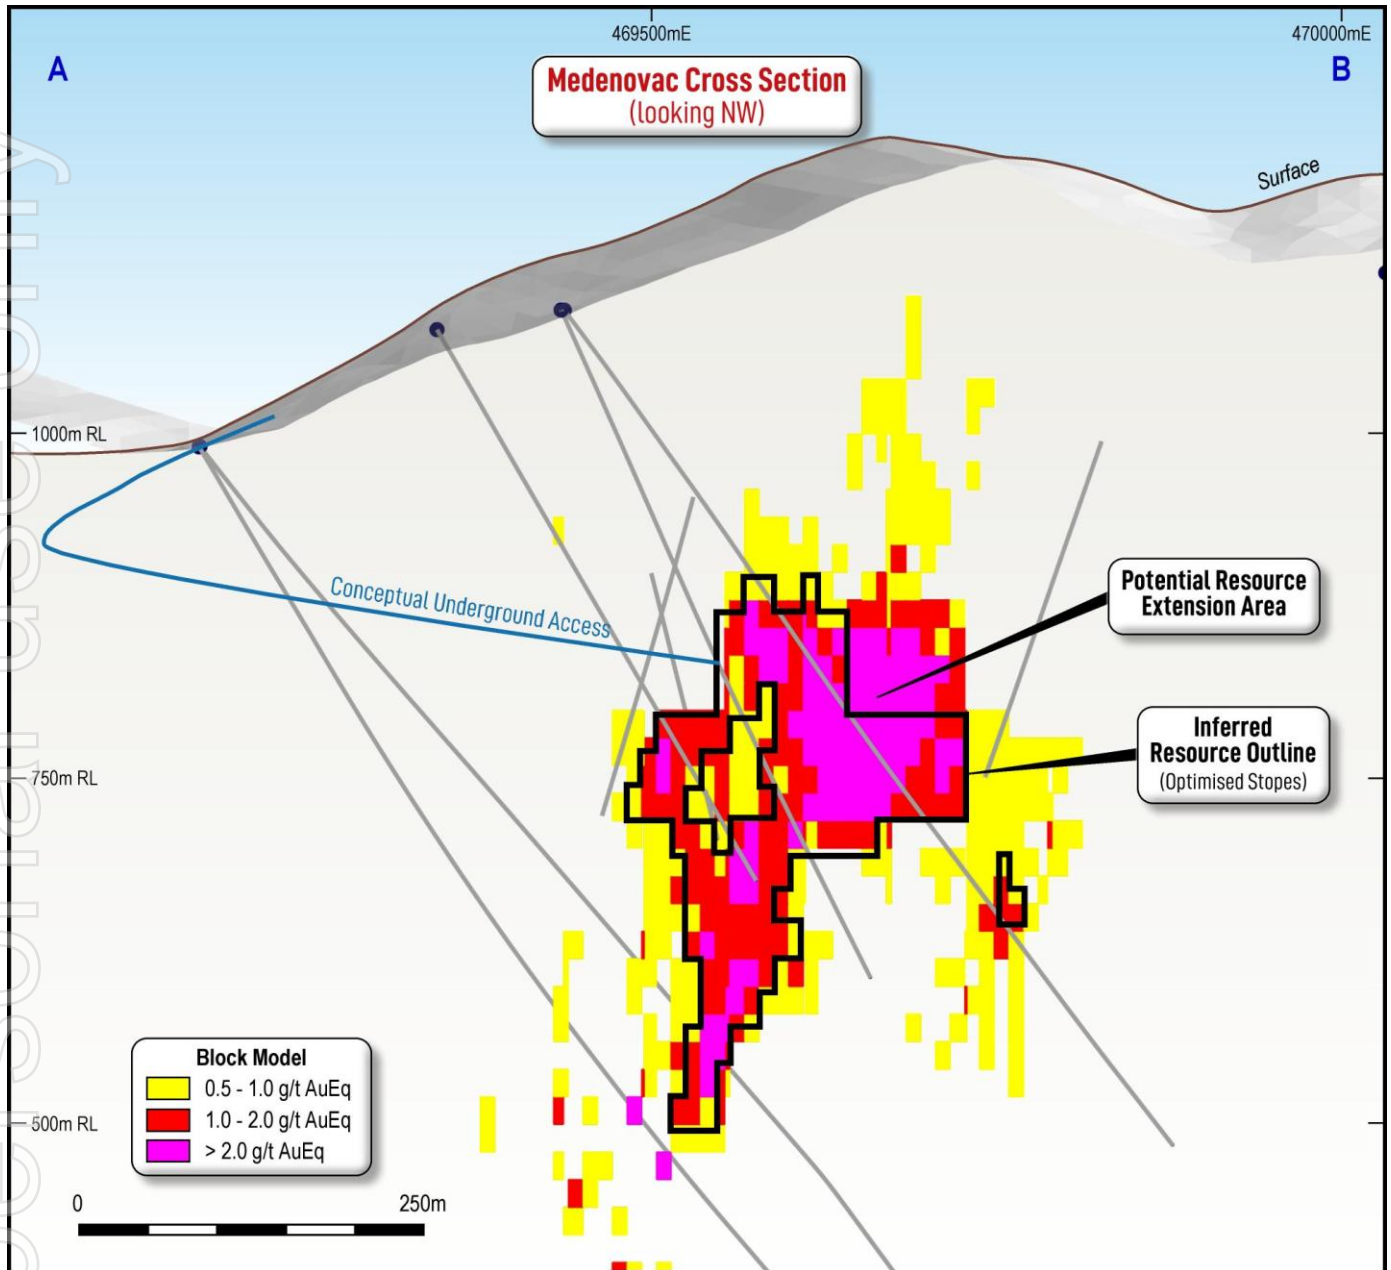 469500mE
470000mE
A
B
Medenovac Cross Section
(looking NW)
Surface
1000m RL
Conceptual Underground Access
Potential Resource
Extension Area
Inferred
Resource Outline
(Optimised Stopes)
750m RL
500m RL
Block Model
0.5 - 1.0 g/t AuEq
1.0 - 2.0 g/t AuEq
> 2.0 g/t AuEq
0
250m